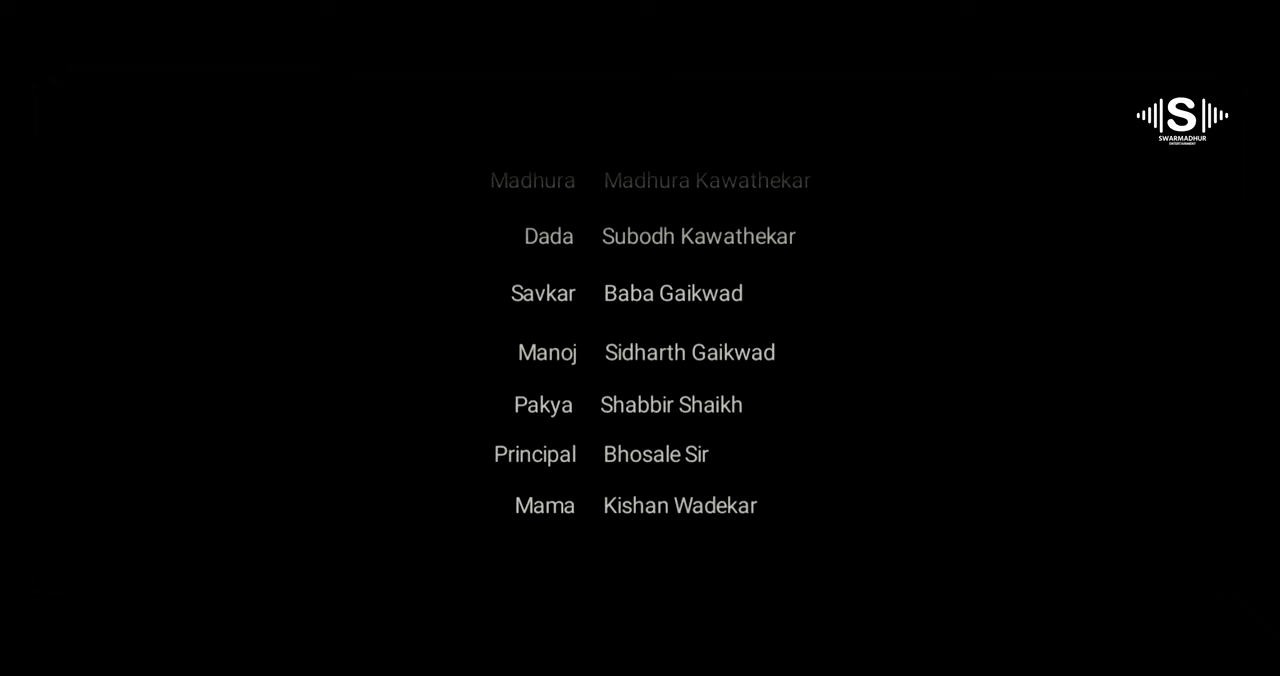 S
SWARMADHUR
ENTERTAINMENT
Madhura Madhura Kawathekar
Dada Subodh Kawathekar
Savkar Baba Gaikwad
Manoj Sidharth Gaikwad
Pakya Shabbir Shaikh
Principal Bhosale Sir
Mama Kishan Wadekar